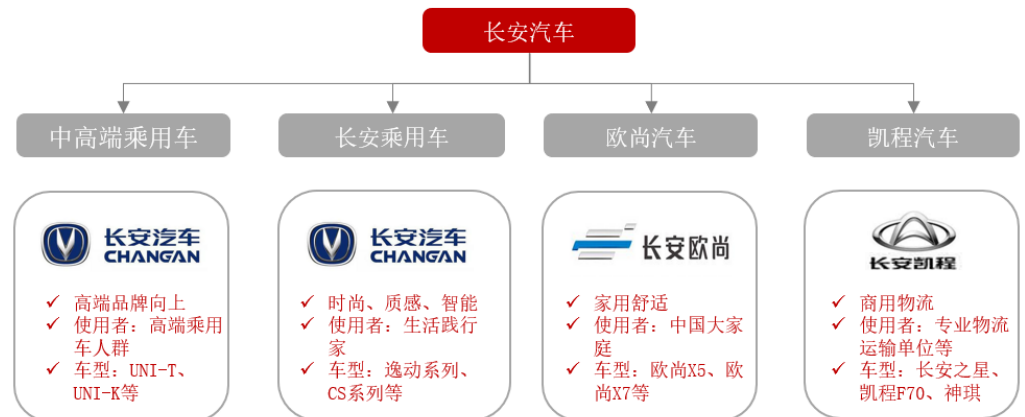 长安汽车
中高端乘用车
长安乘用车
欧尚汽车
凯程汽车
长安汽车
CHANGAN
✓ 高端品牌向上
✓ 使用者：高端乘用
车人群
✓ 车型：UNI-T、
UNI-K等
长安汽车
CHANGAN
✓ 时尚、质感、智能
✓ 使用者：生活践行
家
✓ 车型：逸动系列、
CS系列等
长安欧尚
✓ 家用舒适
✓ 使用者：中国大家
庭
✓ 车型：欧尚X5、欧
尚X7等
长安凯程
✓ 商用物流
✓ 使用者：专业物流
运输单位等
✓ 车型：长安之星、
凯程F70、神琪